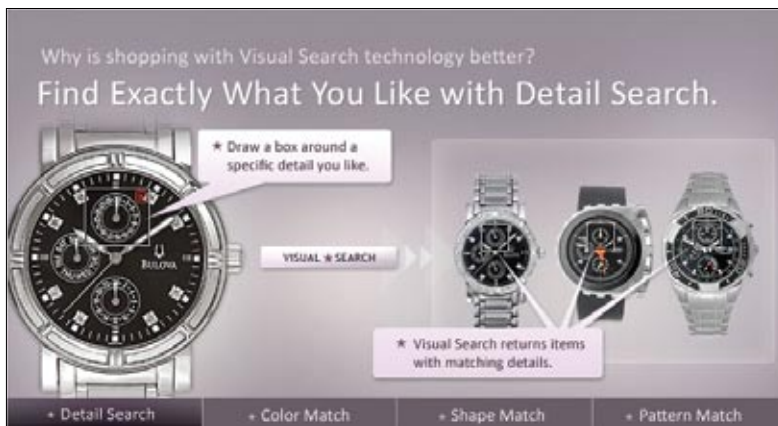 Why is shopping with Visual Search technology better?
Find Exactly What You Like with Detail Search.
★ Draw a box around a
specific detail you like.
BULOVA
VISUAL ★ SEARCH
★ Visual Search returns items
with matching details.
★ Detail Search
★ Color Match
★ Shape Match
★ Pattern Match